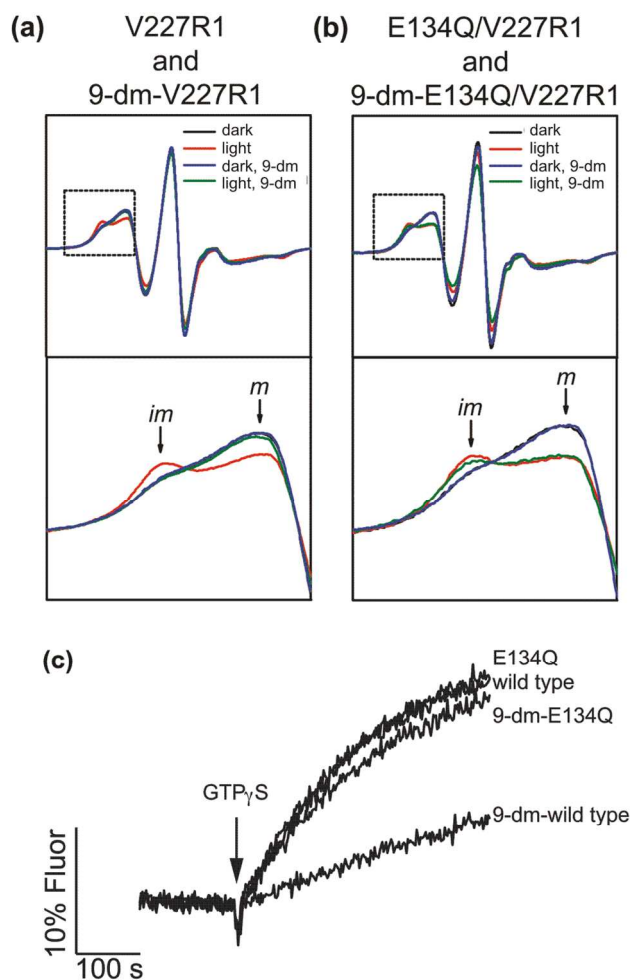 (a)
V227R1
and
9-dm-V227R1
dark
light
dark, 9-dm
light, 9-dm
im
m
(b)
E134Q/V227R1
and
9-dm-E134Q/V227R1
dark
light
dark, 9-dm
light, 9-dm
im
m
(c)
E134Q
wild type
9-dm-E134Q
GTPγS
9-dm-wild type
10% Fluor
100 s